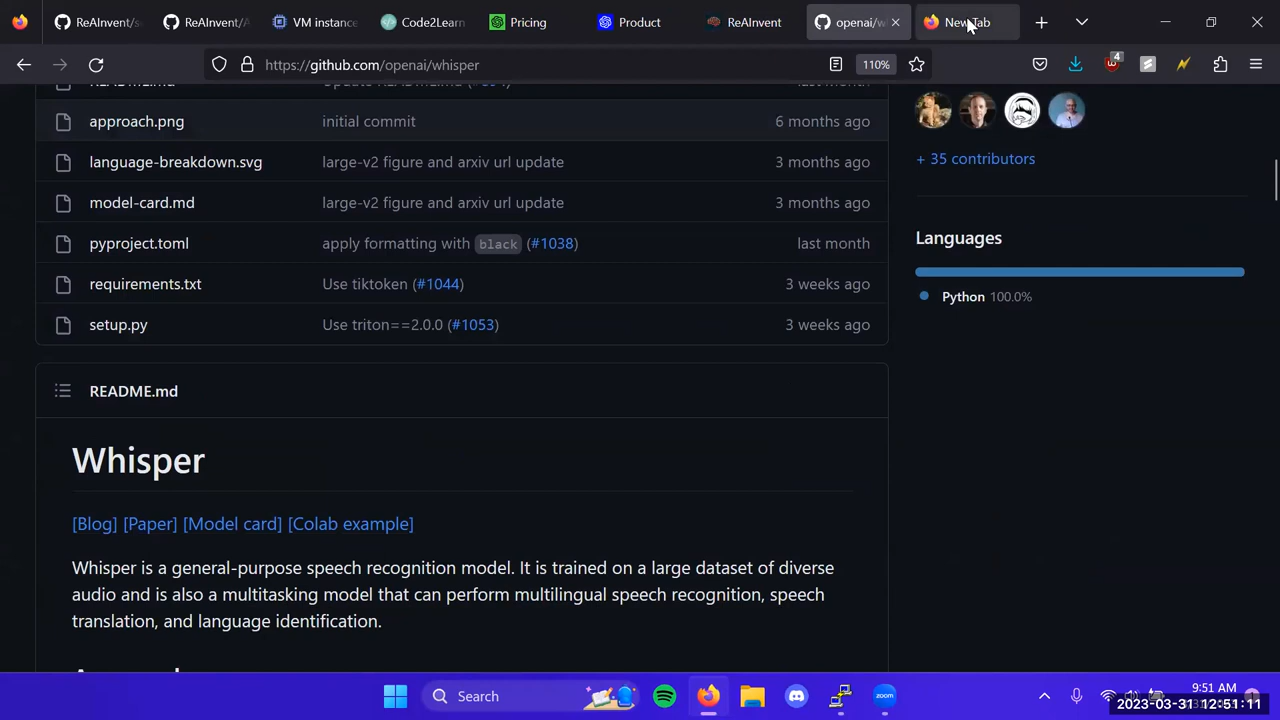 ReAInvent/s
ReAInvent/A
VM instance
Code2Learn
Pricing
Product
ReAInvent
openai/w
New Tab
https://github.com/openai/whisper
110%
4
approach.png
initial commit
6 months ago
language-breakdown.svg
large-v2 figure and arxiv url update
3 months ago
model-card.md
large-v2 figure and arxiv url update
3 months ago
pyproject.toml
apply formatting with black (#1038)
last month
requirements.txt
Use tiktoken (#1044)
3 weeks ago
setup.py
Use triton==2.0.0 (#1053)
3 weeks ago
+ 35 contributors
Languages
Python 100.0%
README.md
Whisper
[Blog] [Paper] [Model card] [Colab example]
Whisper is a general-purpose speech recognition model. It is trained on a large dataset of diverse
audio and is also a multitasking model that can perform multilingual speech recognition, speech
translation, and language identification.
Search
zoom
9:51 AM
2023-03-31 12:51:11